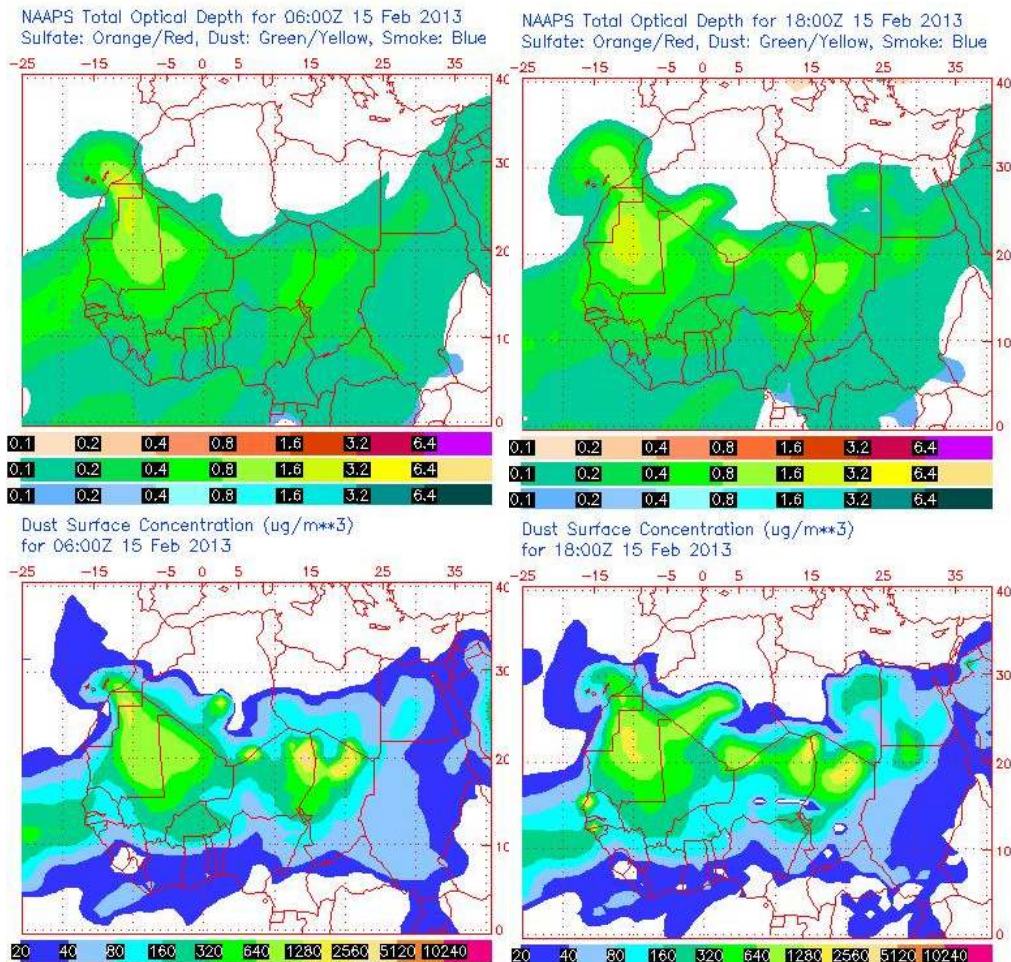 NAAPS Total Optical Depth for 06:00Z 15 Feb 2013
Sulfate: Orange/Red, Dust: Green/Yellow, Smoke: Blue
-25 -15 -10 -5 0 5 15 25 35
40
30
20
10
0
0.1 0.2 0.4 0.8 1.6 3.2 6.4
0.1 0.2 0.4 0.8 1.6 3.2 6.4
0.1 0.2 0.4 0.8 1.6 3.2 6.4
NAAPS Total Optical Depth for 18:00Z 15 Feb 2013
Sulfate: Orange/Red, Dust: Green/Yellow, Smoke: Blue
-25 -15 -10 -5 0 5 15 25 35
40
30
20
10
0
0.1 0.2 0.4 0.8 1.6 3.2 6.4
0.1 0.2 0.4 0.8 1.6 3.2 6.4
0.1 0.2 0.4 0.8 1.6 3.2 6.4
Dust Surface Concentration (ug/m**3)
for 06:00Z 15 Feb 2013
-25 -15 -10 -5 0 5 15 25 35
40
30
20
10
0
20 40 80 160 320 640 1280 2560 5120 10240
Dust Surface Concentration (ug/m**3)
for 18:00Z 15 Feb 2013
-25 -15 -10 -5 0 5 15 25 35
40
30
20
10
0
20 40 80 160 320 640 1280 2560 5120 10240